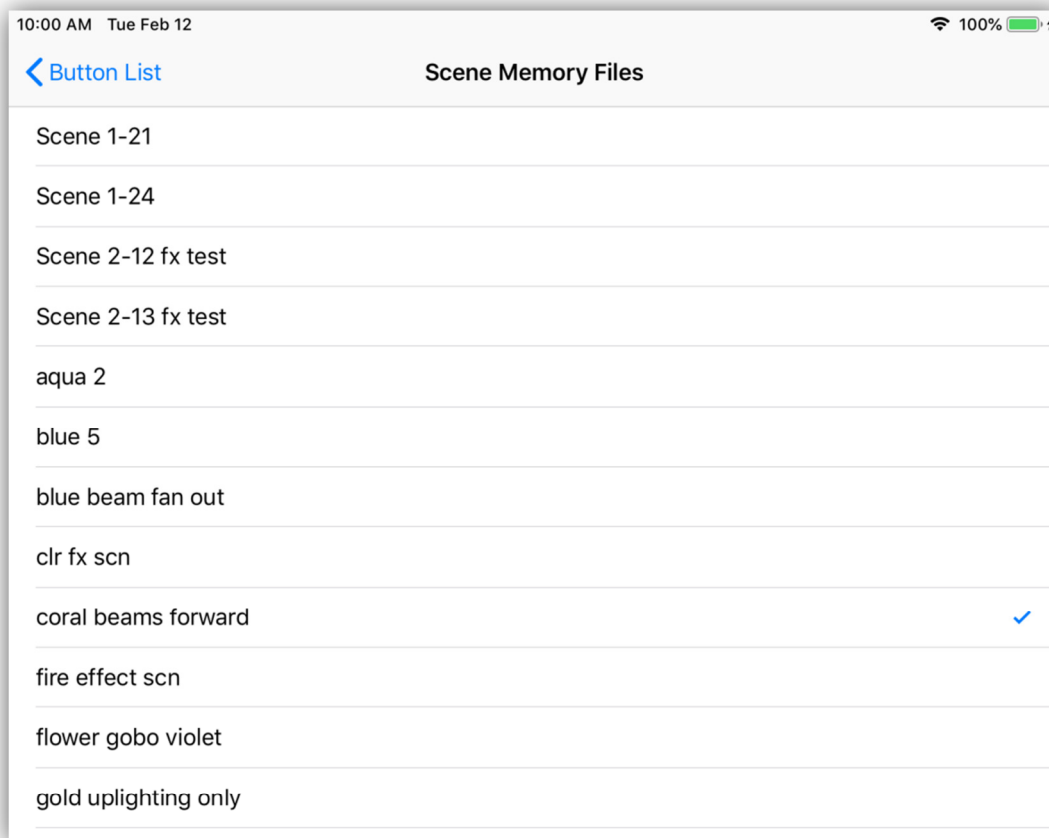 10:00 AM Tue Feb 12 100%
Button List Scene Memory Files
Scene 1-21
Scene 1-24
Scene 2-12 fx test
Scene 2-13 fx test
aqua 2
blue 5
blue beam fan out
clr fx scn
coral beams forward
fire effect scn
flower gobo violet
gold uplighting only